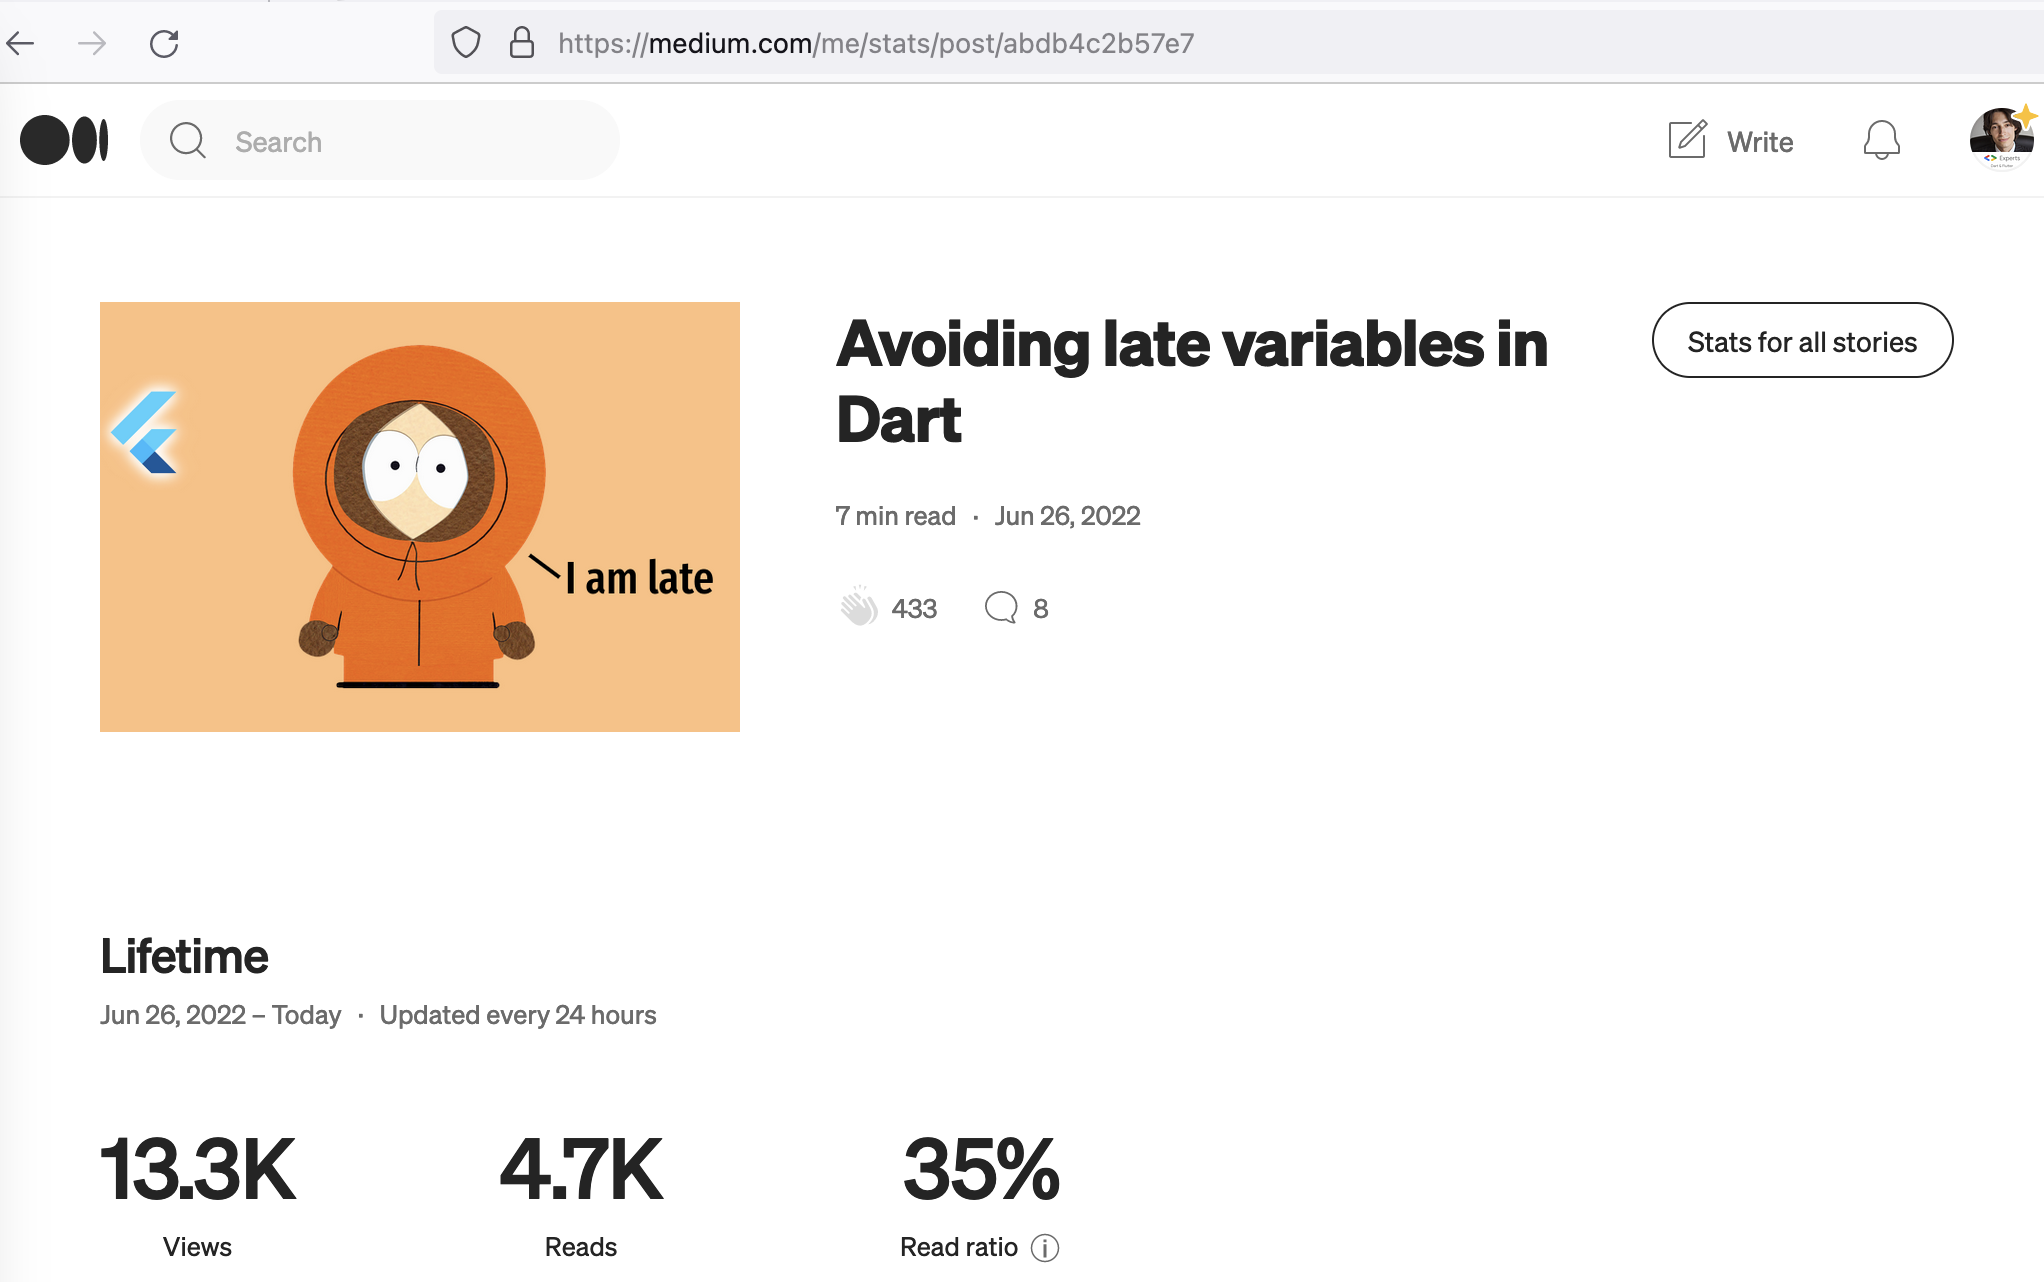 https://medium.com/me/stats/post/abdb4c2b57e7
Search
Write
Experts
Avoiding late variables in
Dart
Stats for all stories
7 min read · Jun 26, 2022
433
8
I am late
Lifetime
Jun 26, 2022 – Today · Updated every 24 hours
13.3K
4.7K
35%
Views
Reads
Read ratio